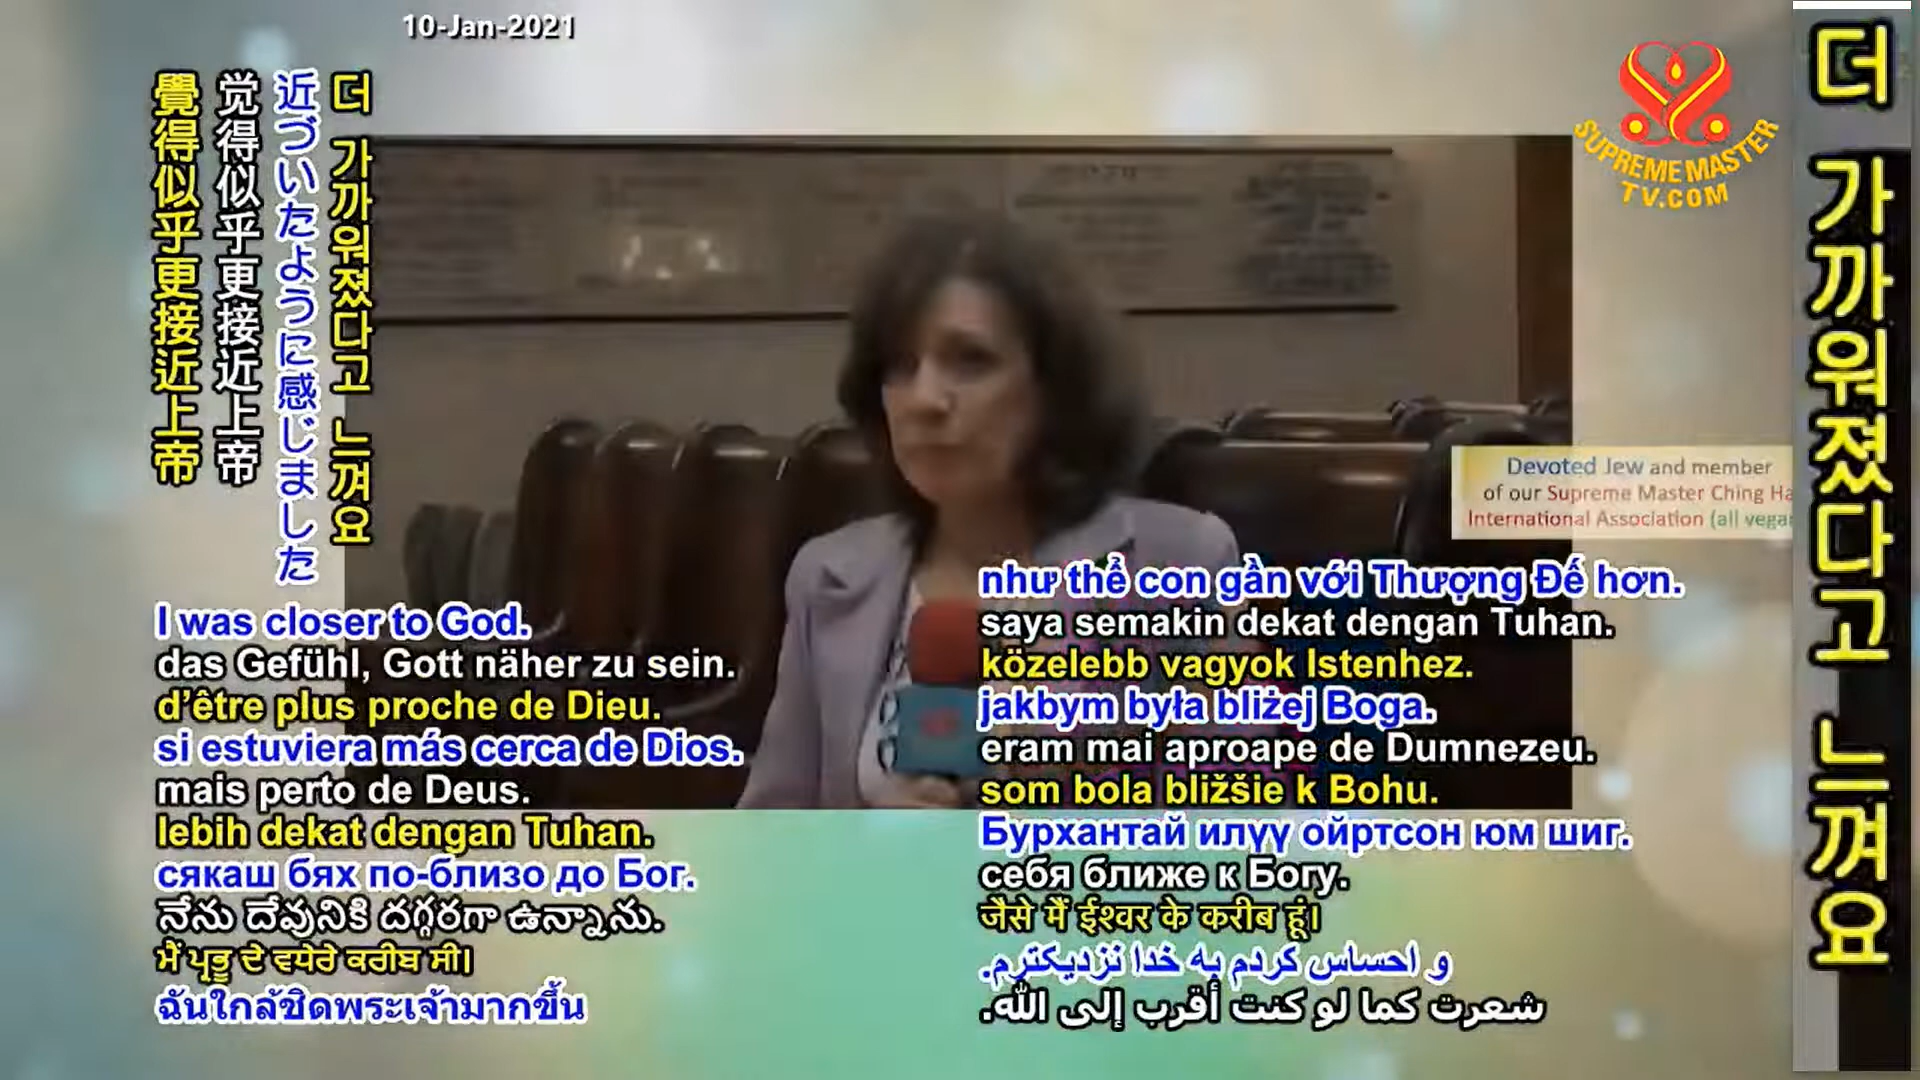 10-Jan-2021
覺得似乎更接近上帝
觉得似乎更接近上帝
近づいたように感じました
더 가까워졌다고 느껴요
SUPREME MASTER
TV.COM
더 가까워졌다고 느껴요
Devoted Jew and member
of our Supreme Master Ching Ha
International Association (all vegan
I was closer to God.
das Gefühl, Gott näher zu sein.
d’être plus proche de Dieu.
si estuviera más cerca de Dios.
mais perto de Deus.
lebih dekat dengan Tuhan.
сякаш бях по-близо до Бог.
నేను దేవునికి దగ్గరగా ఉన్నాను.
ਮੈਂ ਪ੍ਰਭੂ ਦੇ ਵਧੇਰੇ ਕਰੀਬ ਸੀ।
ฉันใกล้ชิดพระเจ้ามากขึ้น
như thể con gần với Thượng Đế hơn.
saya semakin dekat dengan Tuhan.
közelebb vagyok Istenhez.
jakbym była bliżej Boga.
eram mai aproape de Dumnezeu.
som bola bližšie k Bohu.
Бурхантай илүү ойртсон юм шиг.
себя ближе к Богу.
जैसे मैं ईश्वर के करीब हूं।
و احساس کردم به خدا نزدیکترم.
شعرت كما لو كنت أقرب إلى الله.